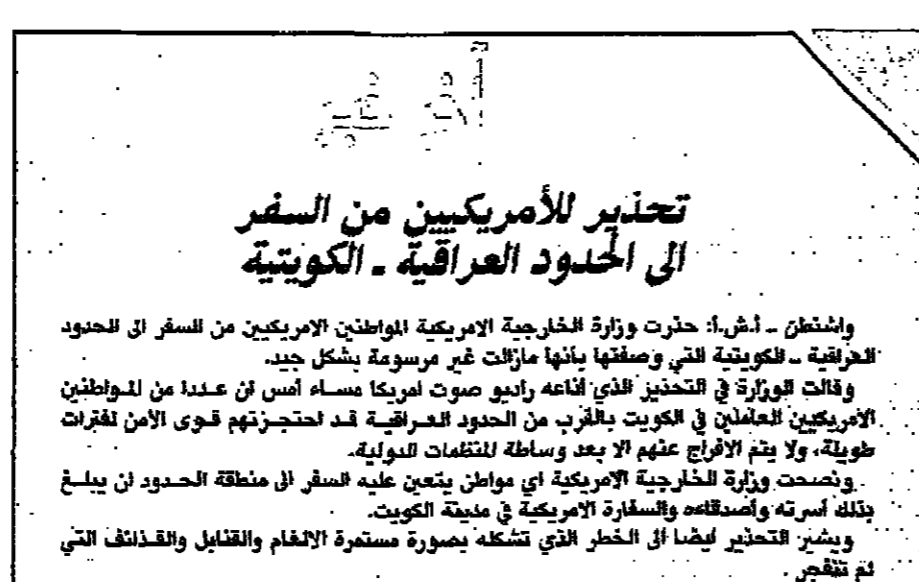 تحذير للأمريكيين من السفر
الى الحدود العراقية ـ الكويتية
واشنطن ـ أ.ش.أ: حذرت وزارة الخارجية الامريكية المواطنين الامريكيين من السفر الى الحدود
العراقية ـ الكويتية التي وصفتها بأنها مازالت غير مرسومة بشكل جيد.
وقالت الوزارة في التحذير الذي اذاعه راديو صوت امريكا مساء أمس ان عددا من المواطنين
الأمريكيين العاملين في الكويت بالقرب من الحدود العراقية قد احتجزتهم قوى الأمن لفترات
طويلة، ولا يتم الافراج عنهم الا بعد وساطة المنظمات الدولية.
ونصحت وزارة الخارجية الأمريكية اي مواطن يتعين عليه السفر الى منطقة الحدود ان يبلغ
بذلك أسرته وأصدقاءه والسفارة الامريكية في مدينة الكويت.
ويشير التحذير ايضا الى الخطر الذي تشكله بصورة مستمرة الالغام والقنابل والقذائف التي
لم تنفجر.